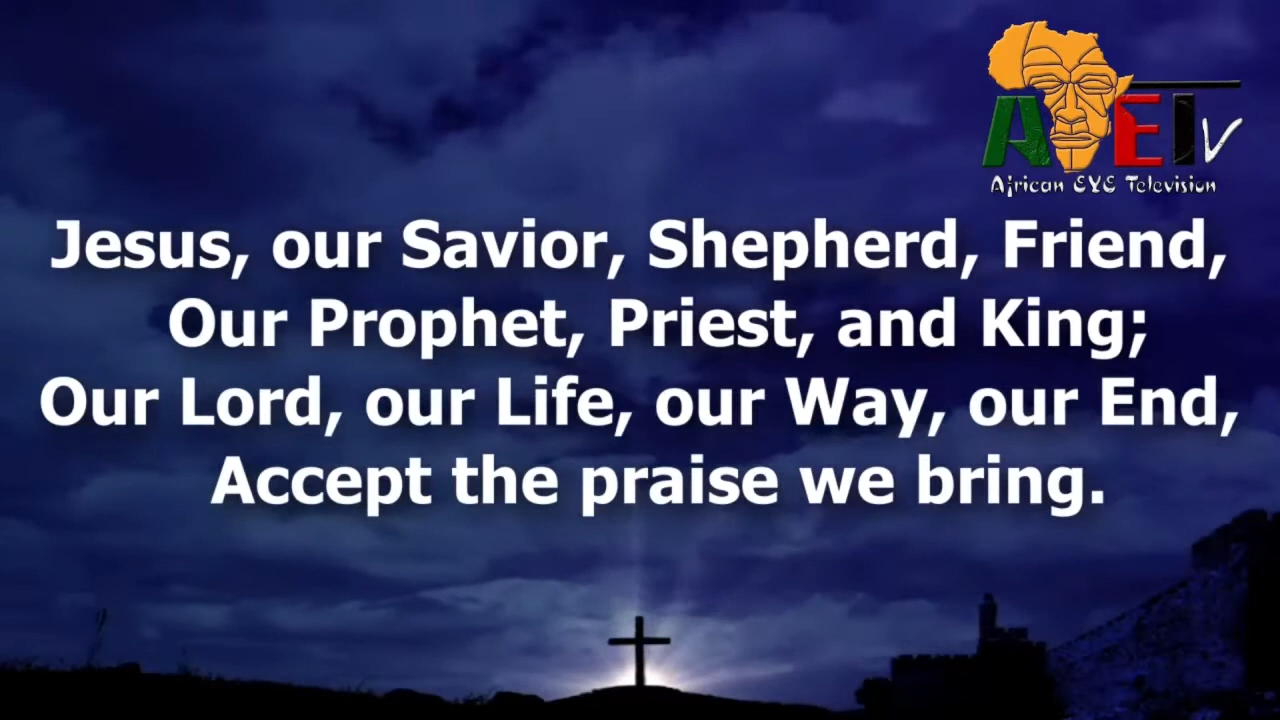 AETv
African EYE Television
Jesus, our Savior, Shepherd, Friend,
Our Prophet, Priest, and King;
Our Lord, our Life, our Way, our End,
Accept the praise we bring.